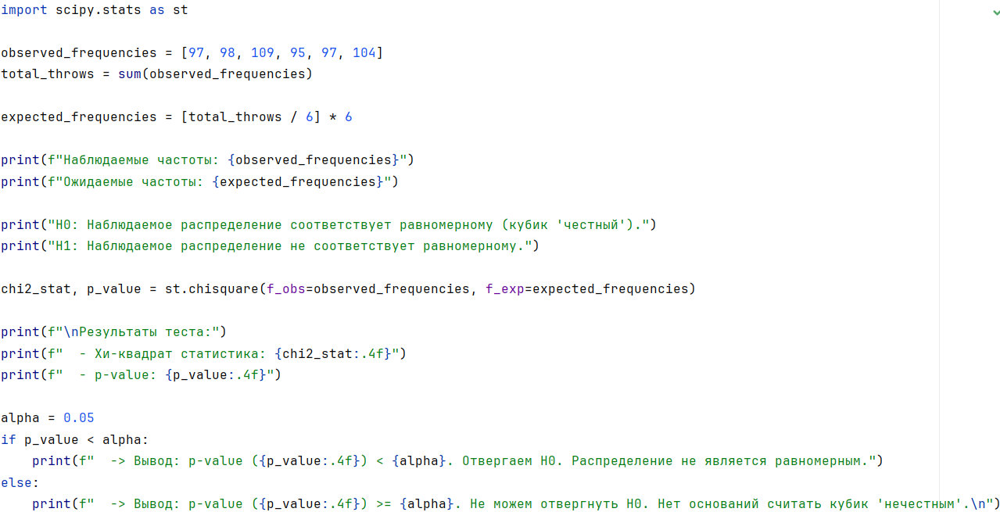 import scipy.stats as st
observed_frequencies = [97, 98, 109, 95, 97, 104]
total_throws = sum(observed_frequencies)
expected_frequencies = [total_throws / 6] * 6
print(f"Наблюдаемые частоты: {observed_frequencies}")
print(f"Ожидаемые частоты: {expected_frequencies}")
print("H0: Наблюдаемое распределение соответствует равномерному (кубик 'честный').")
print("H1: Наблюдаемое распределение не соответствует равномерному.")
chi2_stat, p_value = st.chisquare(f_obs=observed_frequencies, f_exp=expected_frequencies)
print(f"\nРезультаты теста:")
print(f"  - Хи-квадрат статистика: {chi2_stat:.4f}")
print(f"  - p-value: {p_value:.4f}")
alpha = 0.05
if p_value < alpha:
    print(f"  -> Вывод: p-value ({p_value:.4f}) < {alpha}. Отвергаем H0. Распределение не является равномерным.")
else:
    print(f"  -> Вывод: p-value ({p_value:.4f}) >= {alpha}. Не можем отвергнуть H0. Нет оснований считать кубик 'нечестным'.\n")